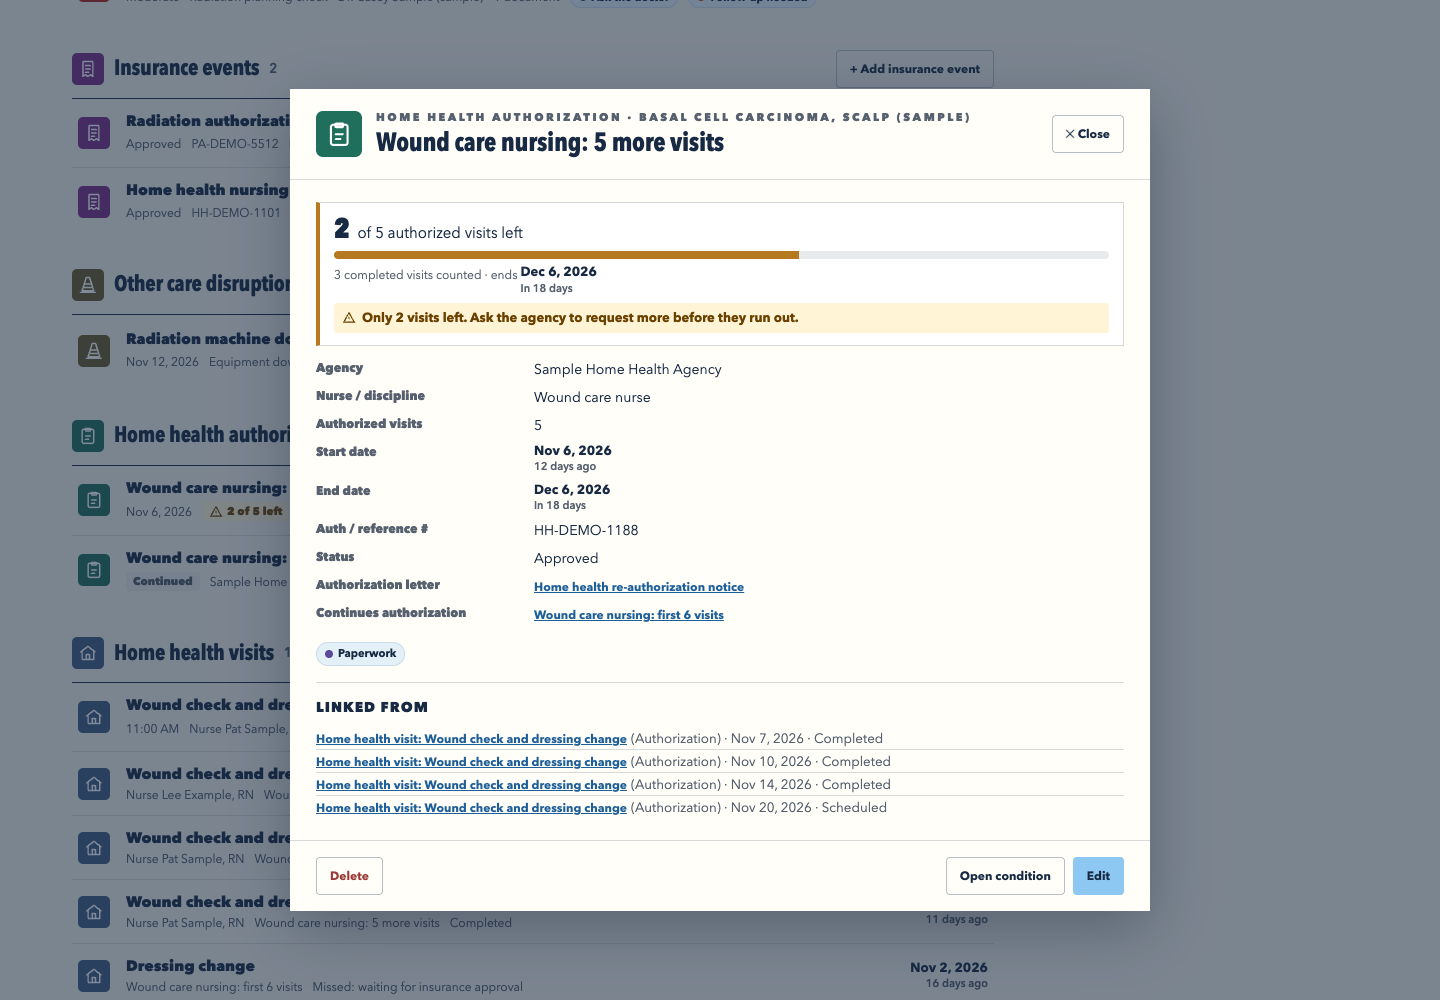 Insurance events 2
+ Add insurance event
Radiation authorizati
Approved PA-DEMO-5512
Home health nursing
Approved HH-DEMO-1101
Other care disruption
Radiation machine do
Nov 12, 2026 Equipment dow
Home health authori
Wound care nursing:
Nov 6, 2026 2 of 5 left
Wound care nursing:
Continued Sample Home
Home health visits 1
Wound check and dre
11:00 AM Nurse Pat Sample,
Wound check and dre
Nurse Lee Example, RN Wou
Wound check and dre
Nurse Pat Sample, RN Woun
Wound check and dre
Nurse Pat Sample, RN Wound care nursing: 5 more visits Completed
11 days ago
Dressing change
Nov 2, 2026
Wound care nursing: first 6 visits Missed: waiting for insurance approval
16 days ago
HOME HEALTH AUTHORIZATION · BASAL CELL CARCINOMA, SCALP (SAMPLE)
Wound care nursing: 5 more visits
× Close
2 of 5 authorized visits left
3 completed visits counted · ends Dec 6, 2026
In 18 days
Only 2 visits left. Ask the agency to request more before they run out.
Agency Sample Home Health Agency
Nurse / discipline Wound care nurse
Authorized visits 5
Start date Nov 6, 2026
12 days ago
End date Dec 6, 2026
In 18 days
Auth / reference # HH-DEMO-1188
Status Approved
Authorization letter Home health re-authorization notice
Continues authorization Wound care nursing: first 6 visits
Paperwork
LINKED FROM
Home health visit: Wound check and dressing change (Authorization) · Nov 7, 2026 · Completed
Home health visit: Wound check and dressing change (Authorization) · Nov 10, 2026 · Completed
Home health visit: Wound check and dressing change (Authorization) · Nov 14, 2026 · Completed
Home health visit: Wound check and dressing change (Authorization) · Nov 20, 2026 · Scheduled
Delete
Open condition
Edit